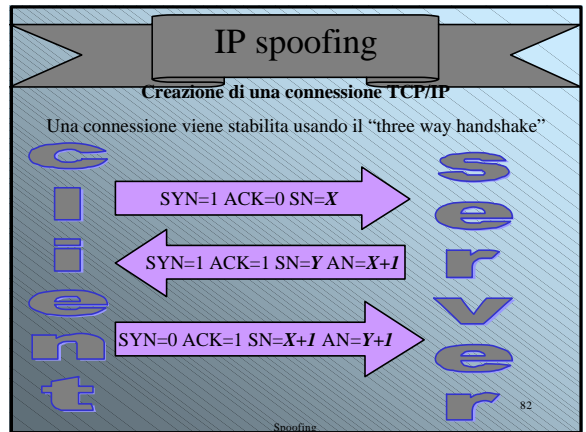 IP spoofing
Creazione di una connessione TCP/IP
Una connessione viene stabilita usando il “three way handshake”
Client
Server
SYN=1 ACK=0 SN=X
SYN=1 ACK=1 SN=Y AN=X+1
SYN=0 ACK=1 SN=X+1 AN=Y+1
82
Spoofing